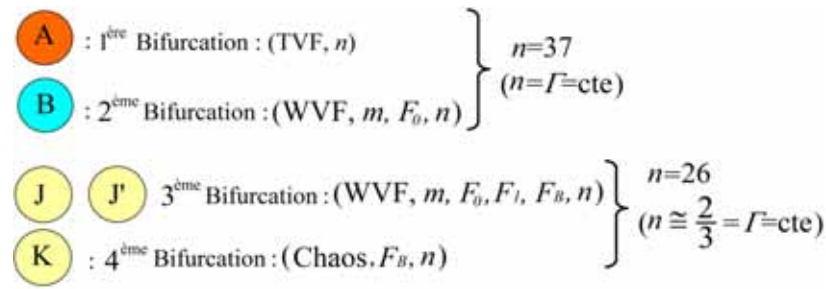 A : 1ère Bifurcation : (TVF, n)
n=37
(n=Γ=cte)
B : 2ème Bifurcation : (WVF, m, F0, n)
J J' 3ème Bifurcation : (WVF, m, F0, F1, FB, n)
n=26
(n ≅ 2/3 = Γ=cte)
K : 4ème Bifurcation : (Chaos, FB, n)